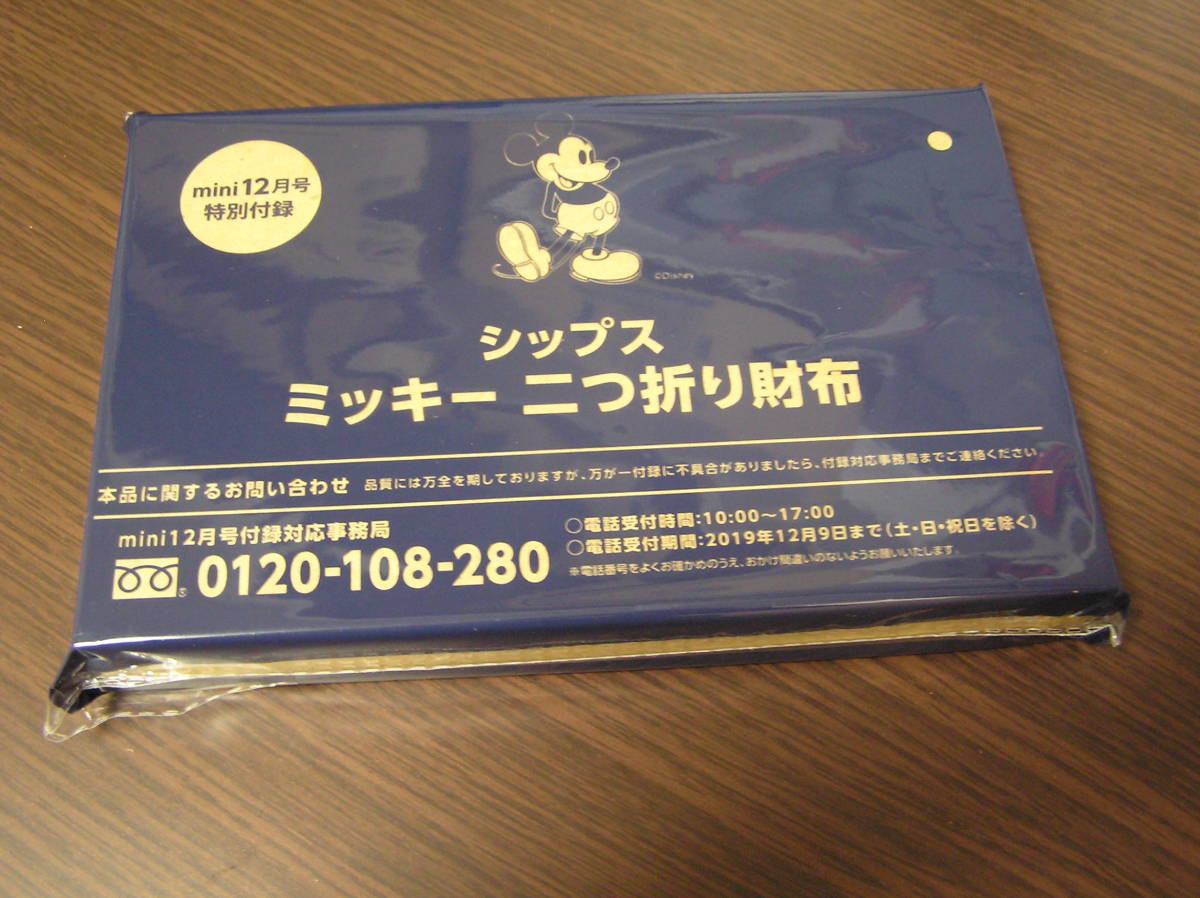 mini12月号
特別付録
©Disney
シップス
ミッキー 二つ折り財布
本品に関するお問い合わせ 品質には万全を期しておりますが、万が一付録に不具合がありましたら、付録対応事務局までご連絡ください。
mini12月号付録対応事務局
0120-108-280
○電話受付時間:10:00〜17:00
○電話受付期間:2019年12月9日まで(土・日・祝日を除く)
※電話番号をよくお確かめのうえ、おかけ間違いのないようお願いいたします。